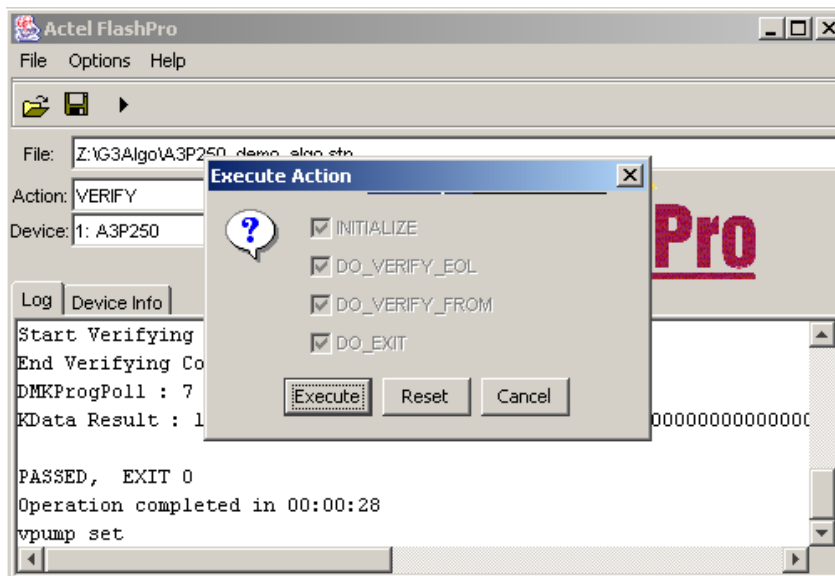 Actel FlashPro
File Options Help
File: Z:\G3Algo\A3P250_demo_algo.stp
Action: VERIFY
Device: 1: A3P250
Pro
Execute Action
INITIALIZE
DO_VERIFY_EOL
DO_VERIFY_FROM
DO_EXIT
Execute Reset Cancel
Log Device Info
Start Verifying
End Verifying Co
DMKProgPoll : 7
KData Result : 1
PASSED, EXIT 0
Operation completed in 00:00:28
vpump set